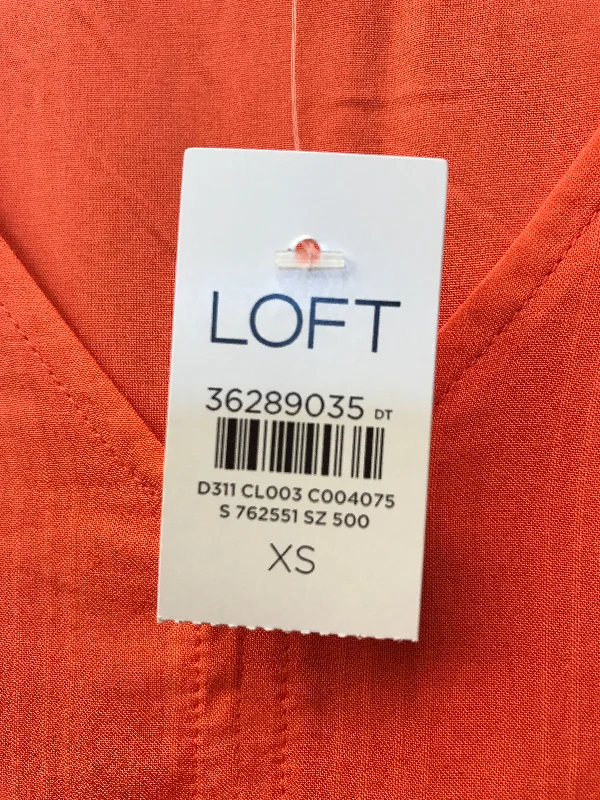 LOFT
36289035 DT
D311 CL003 C004075
S 762551 SZ 500
XS